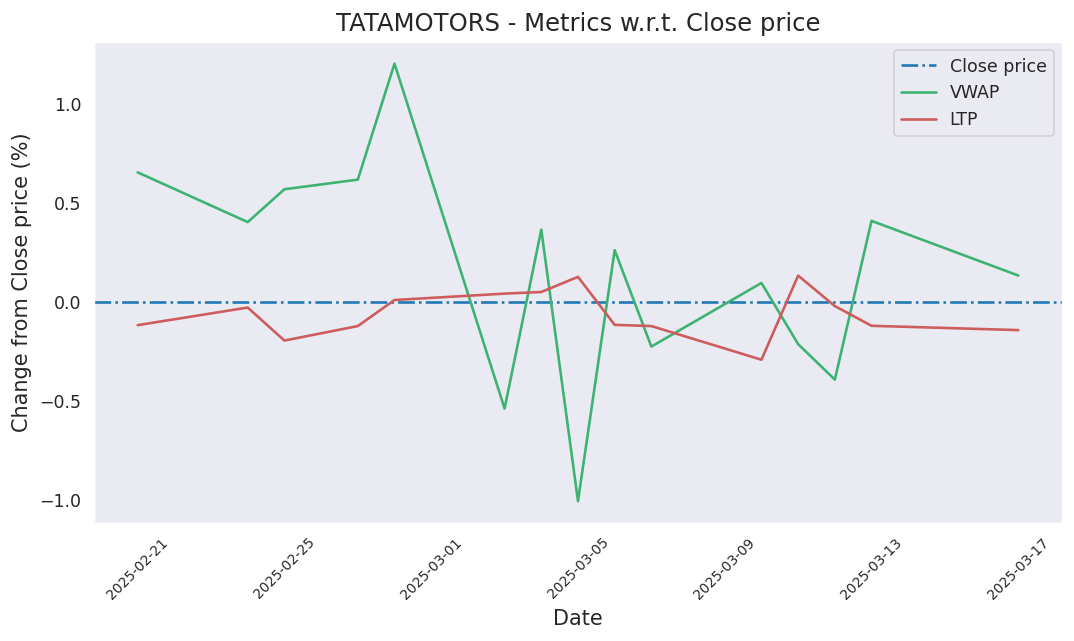 TATAMOTORS - Metrics w.r.t. Close price
Close price
VWAP
LTP
Change from Close price (%)
1.0
0.5
0.0
−0.5
−1.0
2025-02-21
2025-02-25
2025-03-01
2025-03-05
2025-03-09
2025-03-13
2025-03-17
Date